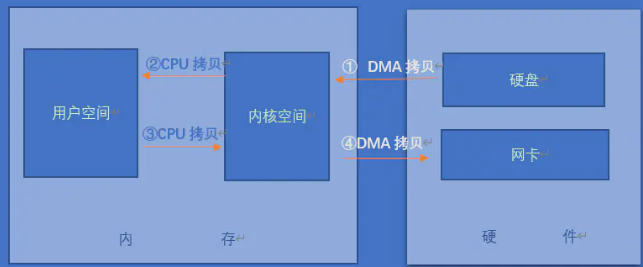 ②CPU 拷贝
① DMA 拷贝
硬盘
用户空间
内核空间
③CPU 拷贝
④DMA 拷贝
网卡
内 存
硬 件